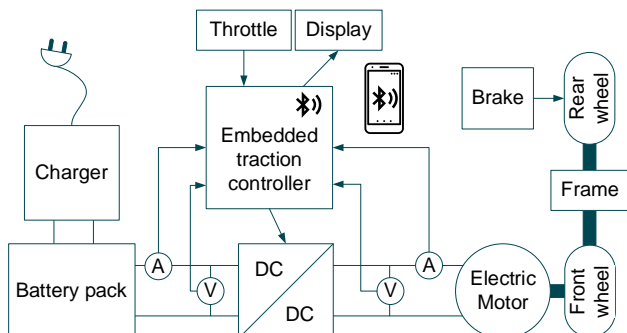 Throttle
Display
Brake
Rear
wheel
Embedded
traction
controller
Charger
Frame
A
A
Battery pack
V
DC
DC
V
Electric
Motor
Front
wheel